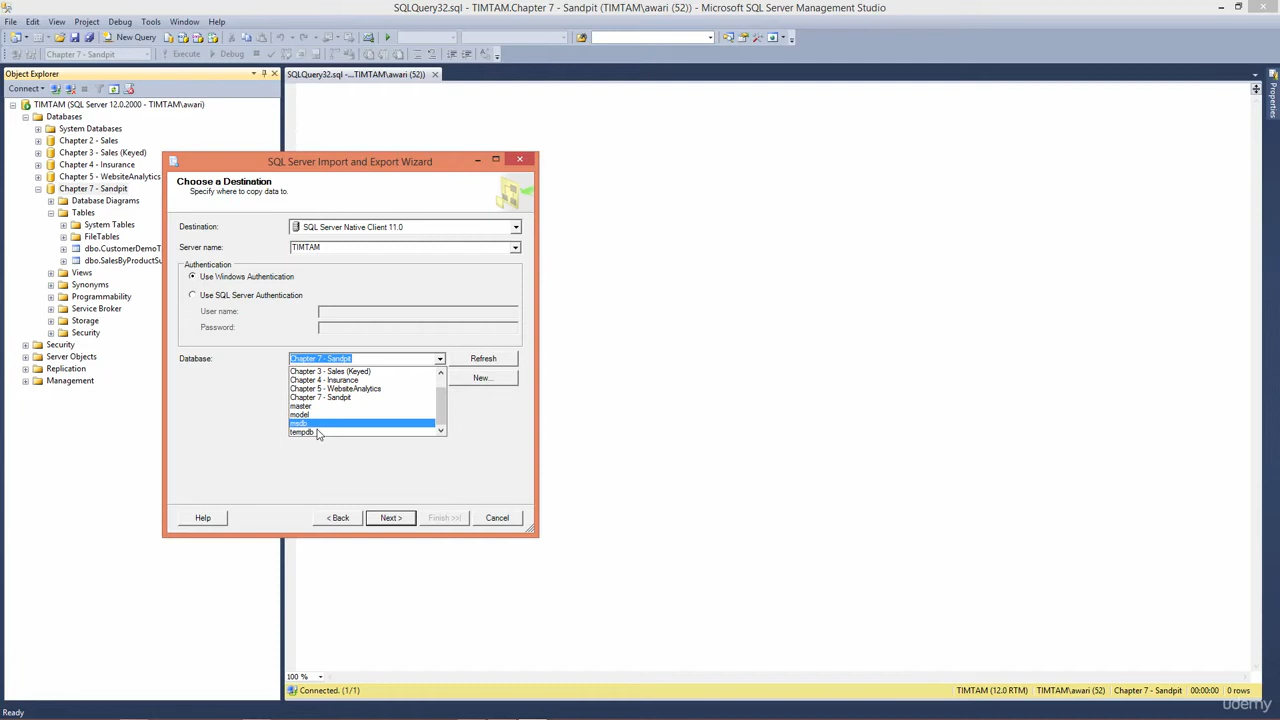 SQLQuery32.sql - TIMTAM.Chapter 7 - Sandpit (TIMTAM\awari (52)) - Microsoft SQL Server Management Studio
File Edit View Project Debug Tools Window Help
New Query
Chapter 7 - Sandpit Execute Debug
Object Explorer
SQLQuery32.sql -...TIMTAM\awari (52))
Properties
Connect
TIMTAM (SQL Server 12.0.2000 - TIMTAM\awari)
Databases
System Databases
Chapter 2 - Sales
Chapter 3 - Sales (Keyed)
Chapter 4 - Insurance
Chapter 5 - WebsiteAnalytics
Chapter 7 - Sandpit
Database Diagrams
Tables
System Tables
FileTables
dbo.CustomerDemoT
dbo.SalesByProductSu
Views
Synonyms
Programmability
Service Broker
Storage
Security
Security
Server Objects
Replication
Management
SQL Server Import and Export Wizard
Choose a Destination
Specify where to copy data to.
Destination: SQL Server Native Client 11.0
Server name: TIMTAM
Authentication
Use Windows Authentication
Use SQL Server Authentication
User name:
Password:
Database: Chapter 7 - Sandpit Refresh
New...
Chapter 3 - Sales (Keyed)
Chapter 4 - Insurance
Chapter 5 - WebsiteAnalytics
Chapter 7 - Sandpit
master
model
msdb
tempdb
Help < Back Next > Finish >>| Cancel
100 %
Connected. (1/1) TIMTAM (12.0 RTM) TIMTAM\awari (52) Chapter 7 - Sandpit 00:00:00 0 rows
Ready
udemy